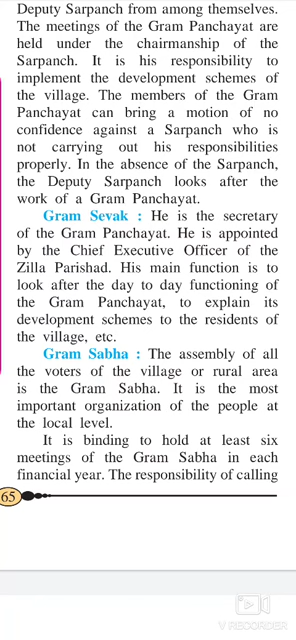 Deputy Sarpanch from among themselves.
The meetings of the Gram Panchayat are
held under the chairmanship of the
Sarpanch. It is his responsibility to
implement the development schemes of
the village. The members of the Gram
Panchayat can bring a motion of no
confidence against a Sarpanch who is
not carrying out his responsibilities
properly. In the absence of the Sarpanch,
the Deputy Sarpanch looks after the
work of a Gram Panchayat.
Gram Sevak : He is the secretary
of the Gram Panchayat. He is appointed
by the Chief Executive Officer of the
Zilla Parishad. His main function is to
look after the day to day functioning of
the Gram Panchayat, to explain its
development schemes to the residents of
the village, etc.
Gram Sabha : The assembly of all
the voters of the village or rural area
is the Gram Sabha. It is the most
important organization of the people at
the local level.
It is binding to hold at least six
meetings of the Gram Sabha in each
financial year. The responsibility of calling
65
V RECORDER